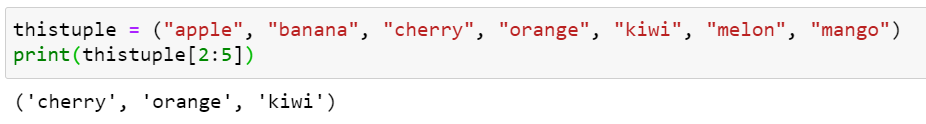 thistuple = ("apple", "banana", "cherry", "orange", "kiwi", "melon", "mango")
print(thistuple[2:5])
('cherry', 'orange', 'kiwi')